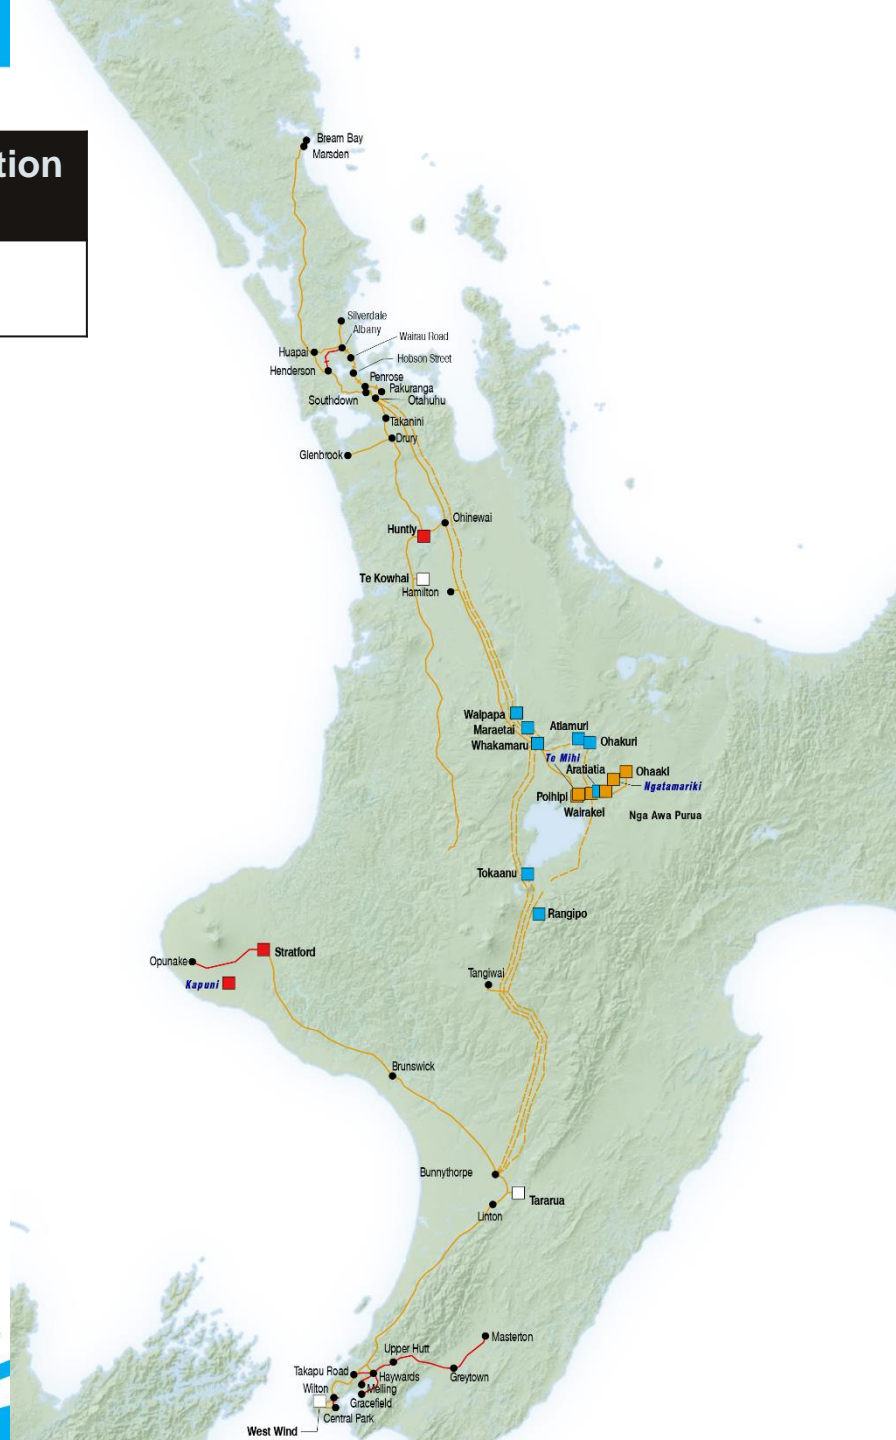 tion
Bream Bay
Marsden
Silverdale
Albany
Wairau Road
Huapai
Hobson Street
Henderson
Penrose
Pakuranga
Southdown
Otahuhu
Takanini
Drury
Glenbrook
Ohinewai
Huntly
Te Kowhai
Hamilton
Waipapa
Maraetai
Atiamuri
Whakamaru
Ohakuri
Te Mihi
Aratiatia
Ohaaki
Ngatamariki
Poihipi
Wairakei
Nga Awa Purua
Tokaanu
Rangipo
Stratford
Opunake
Tangiwai
Kapuni
Brunswick
Bunnythorpe
Tararua
Linton
Masterton
Upper Hutt
Takapu Road
Haywards
Greytown
Wilton
Melling
Gracefield
Central Park
West Wind